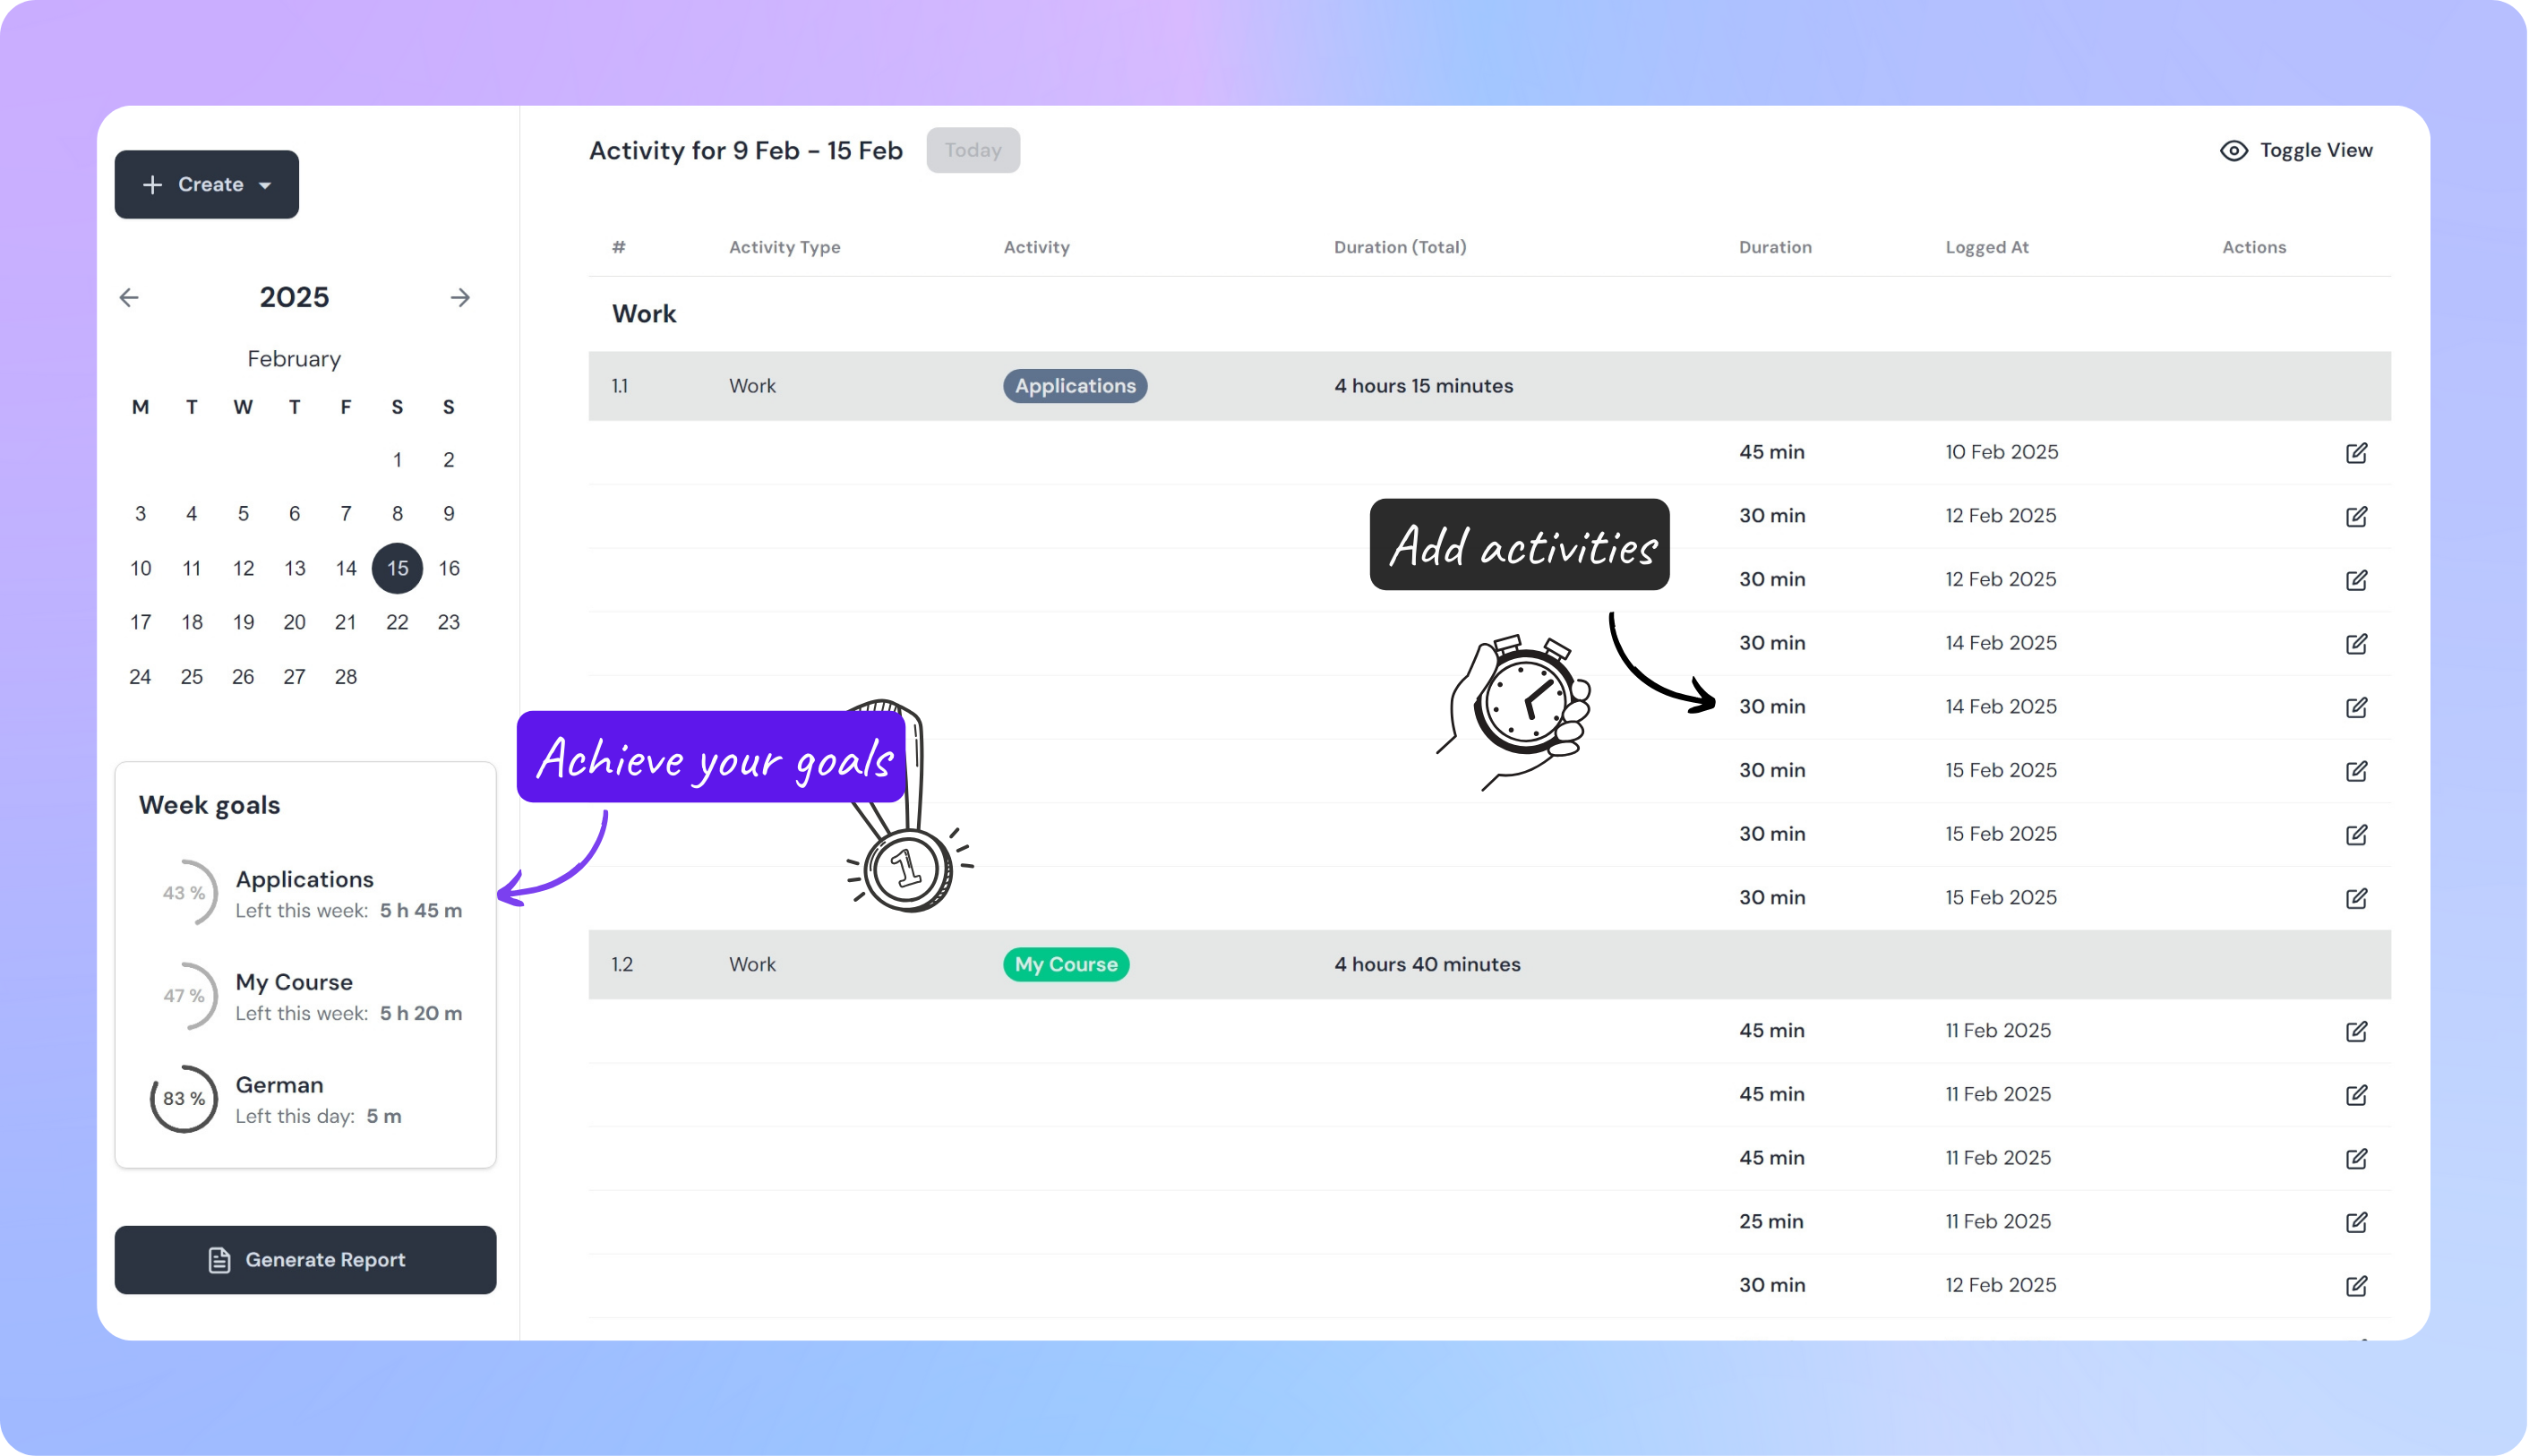 Create
2025
February
M T W T F S S
1 2
3 4 5 6 7 8 9
10 11 12 13 14 15 16
17 18 19 20 21 22 23
24 25 26 27 28
Week goals
43 % Applications
Left this week: 5 h 45 m
47 % My Course
Left this week: 5 h 20 m
83 % German
Left this day: 5 m
Generate Report
Achieve your goals
1
Activity for 9 Feb - 15 Feb Today Toggle View
# Activity Type Activity Duration (Total) Duration Logged At Actions
Work
1.1 Work Applications 4 hours 15 minutes
45 min 10 Feb 2025
Add activities
30 min 12 Feb 2025
30 min 12 Feb 2025
30 min 14 Feb 2025
30 min 14 Feb 2025
30 min 15 Feb 2025
30 min 15 Feb 2025
30 min 15 Feb 2025
1.2 Work My Course 4 hours 40 minutes
45 min 11 Feb 2025
45 min 11 Feb 2025
45 min 11 Feb 2025
25 min 11 Feb 2025
30 min 12 Feb 2025